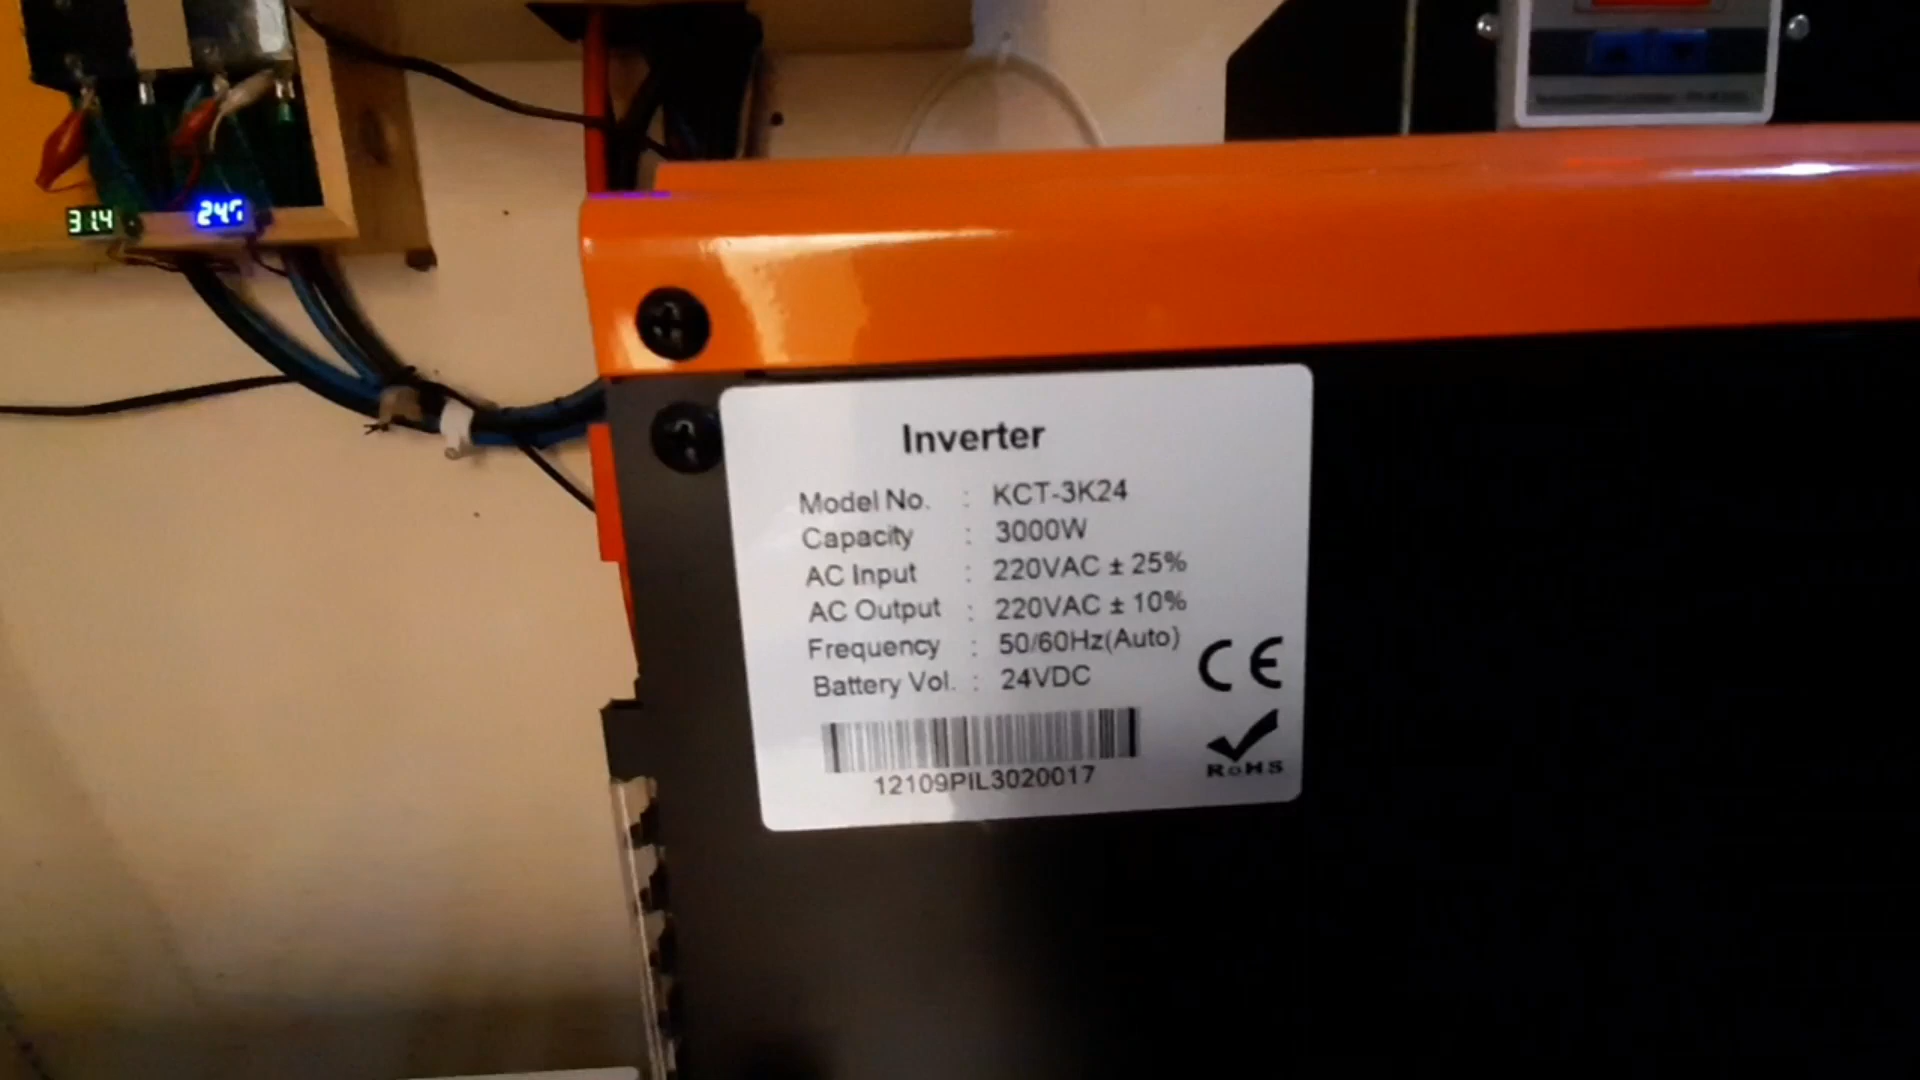 31.4
24.7
Inverter
Model No. : KCT-3K24
Capacity : 3000W
AC Input : 220VAC ± 25%
AC Output : 220VAC ± 10%
Frequency : 50/60Hz(Auto)
Battery Vol. : 24VDC
CE
12109PIL3020017
RoHS